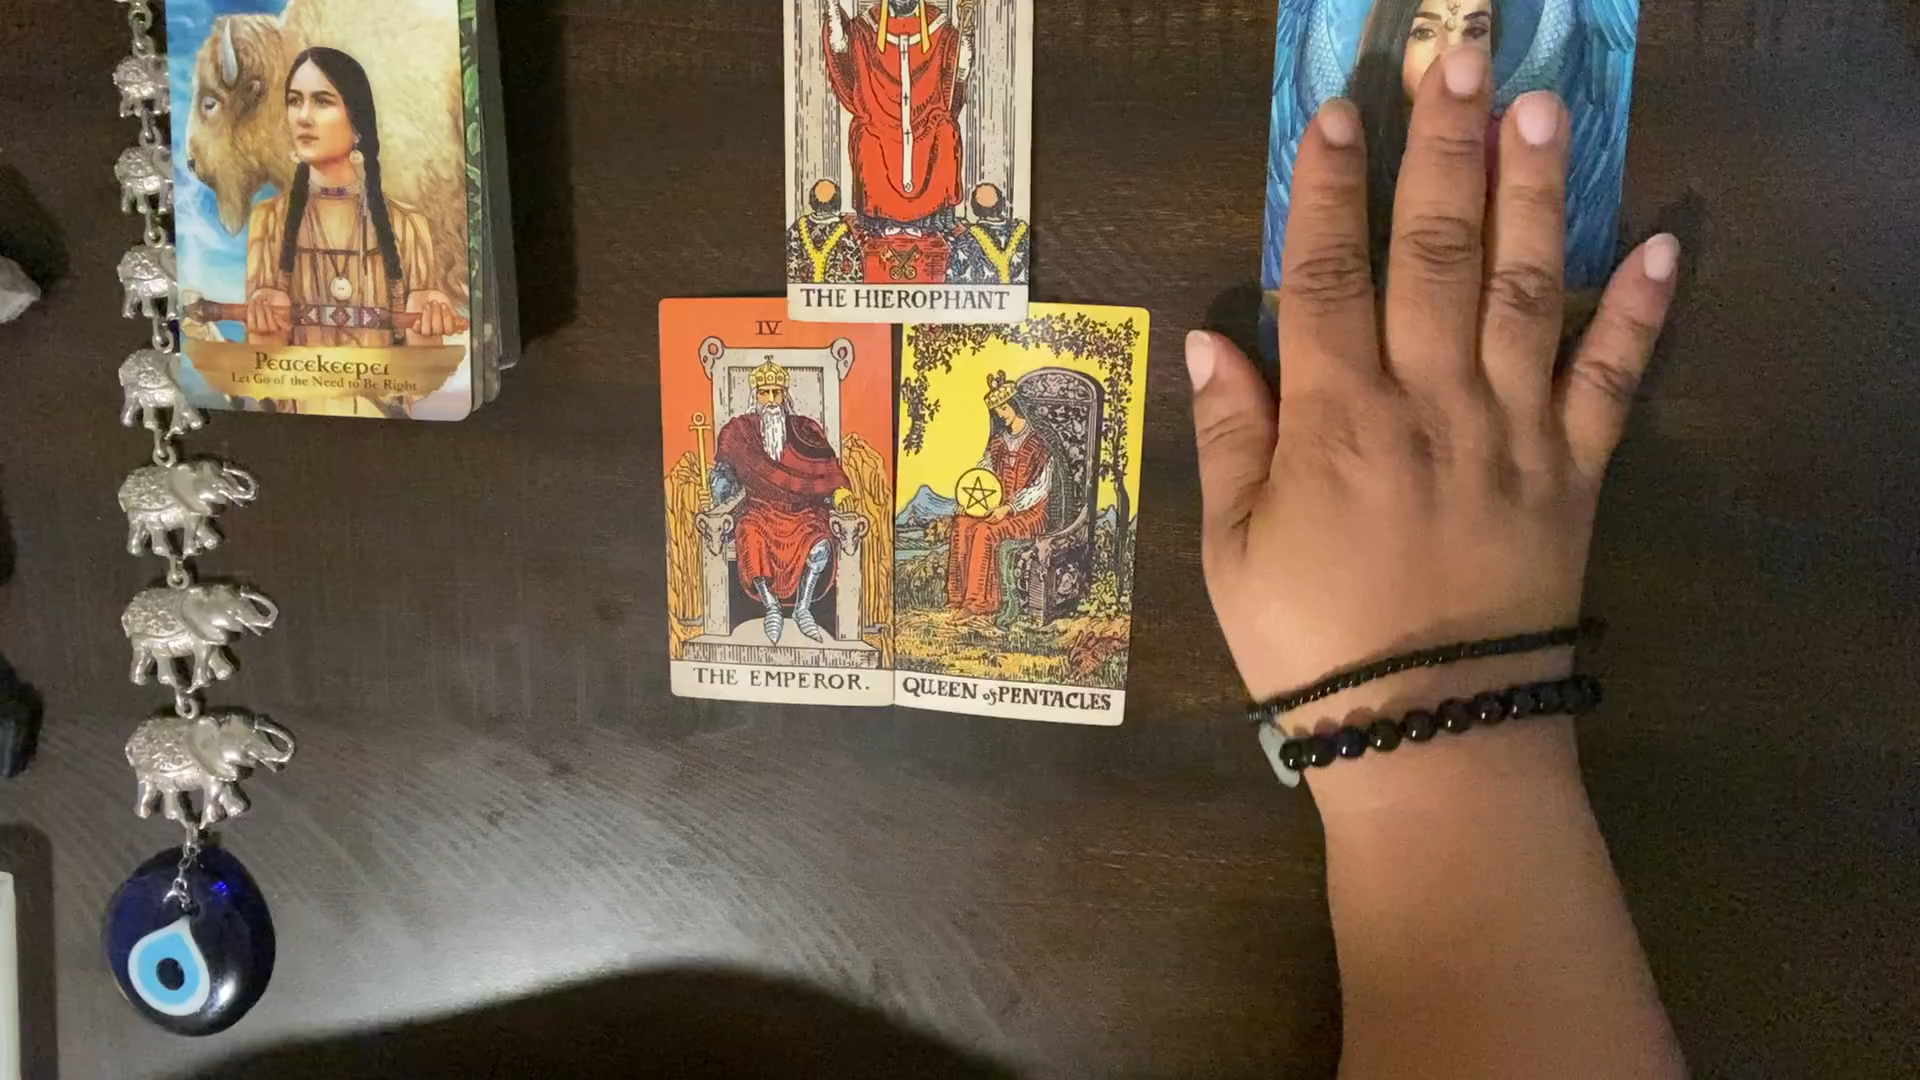 Peacekeeper
Let Go of the Need to Be Right
THE HIEROPHANT
IV
THE EMPEROR.
QUEEN of PENTACLES